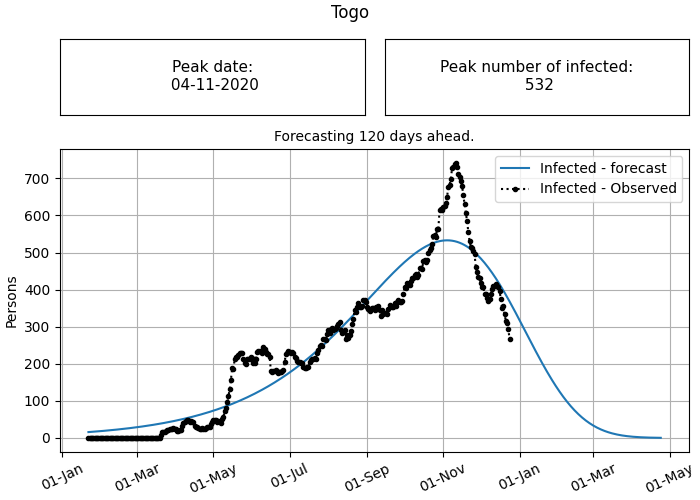 Togo
Peak date:
04-11-2020
Peak number of infected:
532
Forecasting 120 days ahead.
Infected - forecast
Infected - Observed
Persons
700
600
500
400
300
200
100
0
01-Jan
01-Mar
01-May
01-Jul
01-Sep
01-Nov
01-Jan
01-Mar
01-May